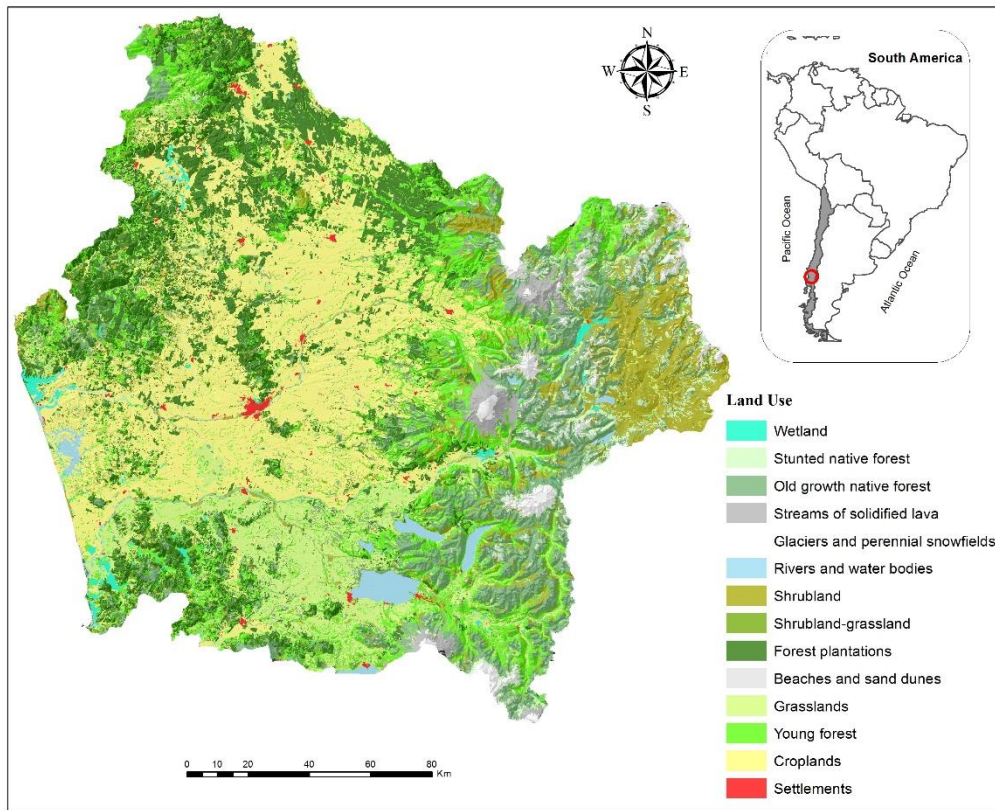 N
W E
S
South America
Pacific Ocean
Atlantic Ocean
Land Use
Wetland
Stunted native forest
Old growth native forest
Streams of solidified lava
Glaciers and perennial snowfields
Rivers and water bodies
Shrubland
Shrubland-grassland
Forest plantations
Beaches and sand dunes
Grasslands
Young forest
Croplands
Settlements
0 10 20 40 60 80
Km